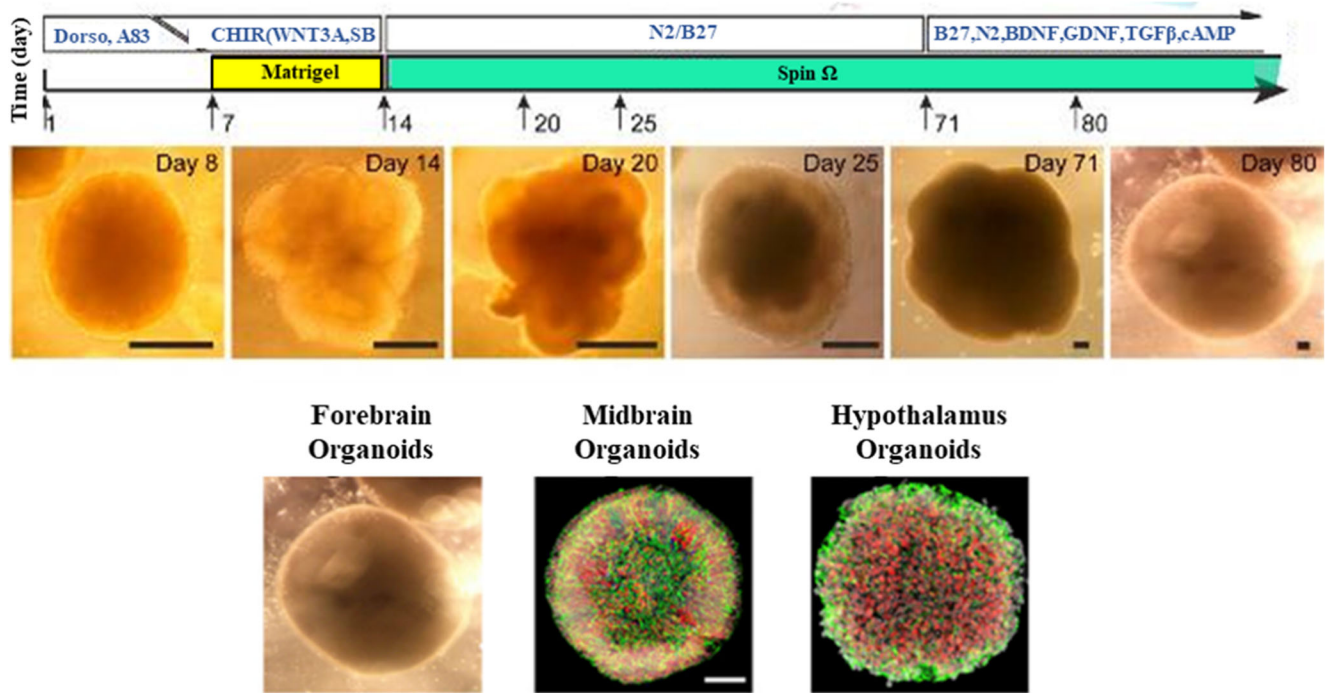 Time (day)
Dorso, A83
CHIR(WNT3A,SB
N2/B27
B27,N2,BDNF,GDNF,TGFβ,cAMP
Matrigel
Spin Ω
1
7
14
20
25
71
80
Day 8
Day 14
Day 20
Day 25
Day 71
Day 80
Forebrain
Organoids
Midbrain
Organoids
Hypothalamus
Organoids